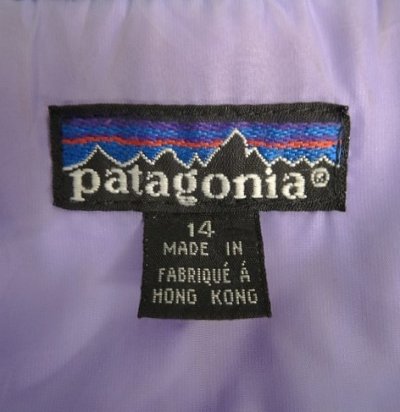 patagonia®
14
MADE IN
FABRIQUÉ Á
HONG KONG